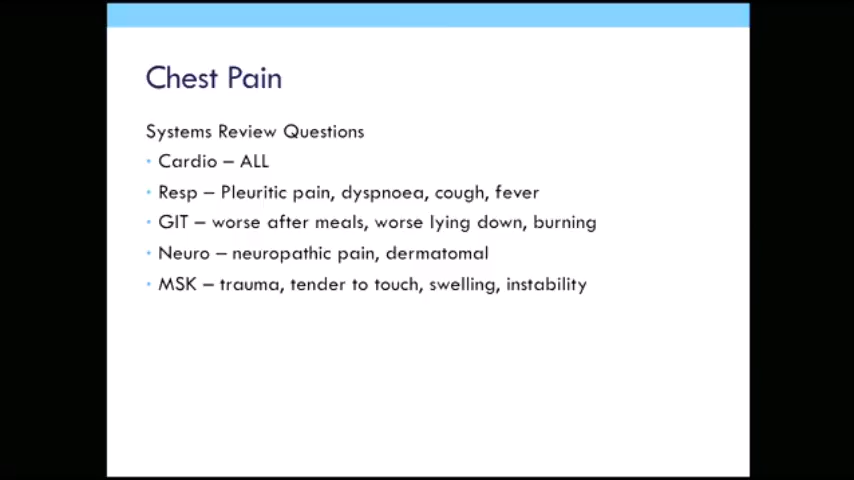 Chest Pain
Systems Review Questions
• Cardio – ALL
• Resp – Pleuritic pain, dyspnoea, cough, fever
• GIT – worse after meals, worse lying down, burning
• Neuro – neuropathic pain, dermatomal
• MSK – trauma, tender to touch, swelling, instability